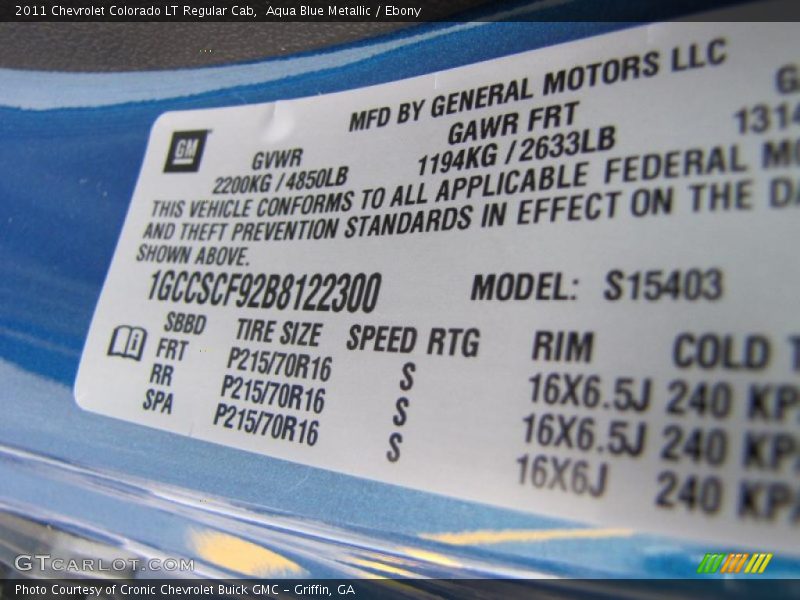 2011 Chevrolet Colorado LT Regular Cab,  Aqua Blue Metallic / Ebony
MFD BY GENERAL MOTORS LLC
GM
GVWR
GAWR FRT
2200KG / 4850LB
1194KG / 2633LB
1314
THIS VEHICLE CONFORMS TO ALL APPLICABLE FEDERAL
AND THEFT PREVENTION STANDARDS IN EFFECT ON THE
SHOWN ABOVE.
1GCCSCF92B8122300
MODEL: S15403
SBBD TIRE SIZE SPEED RTG RIM COLD
FRT P215/70R16 S 16X6.5J 240 KPA
RR P215/70R16 S 16X6.5J 240 KPA
SPA P215/70R16 S 16X6J 240 KPA
GTCARLOT.COM
Photo Courtesy of Cronic Chevrolet Buick GMC – Griffin, GA